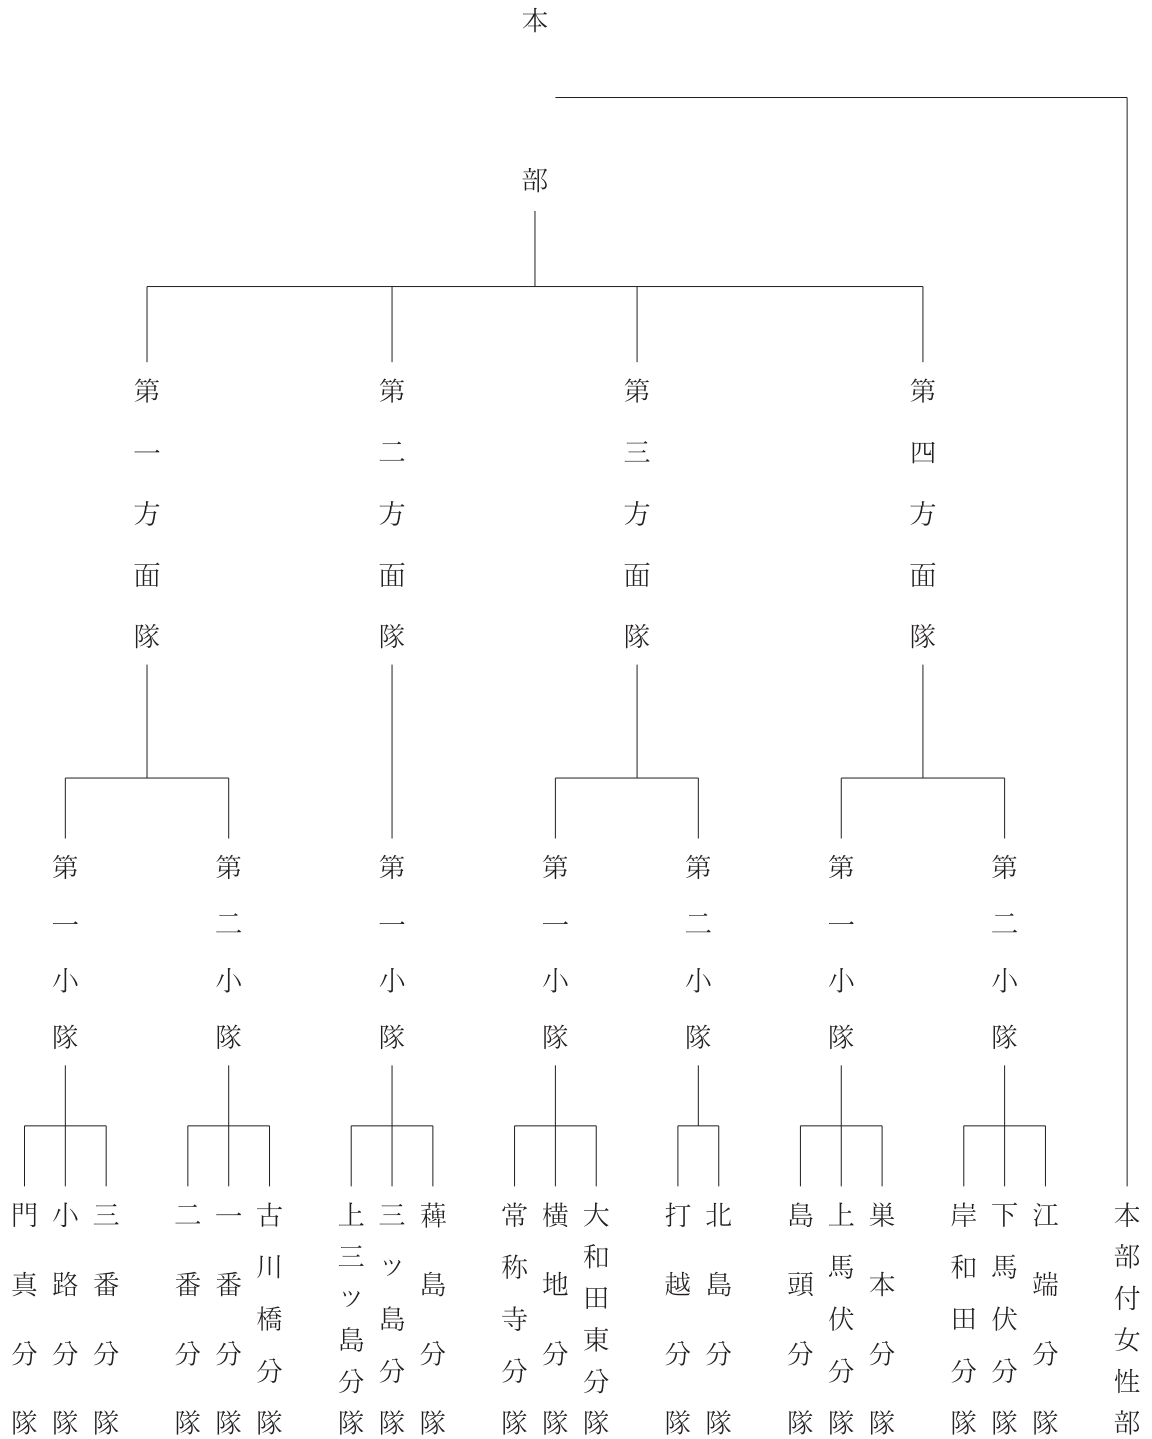 本部
第一方面隊
第二方面隊
第三方面隊
第四方面隊
第一小隊
第二小隊
第一小隊
第一小隊
第二小隊
第一小隊
第二小隊
門真分隊
小路分隊
三番分隊
二番分隊
一番分隊
古川橋分隊
上三ッ島分隊
三ッ島分隊
薭島分隊
常称寺分隊
横地分隊
大和田東分隊
打越分隊
北島分隊
島頭分隊
上馬伏分隊
巣本分隊
岸和田分隊
下馬伏分隊
江端分隊
本部付女性部